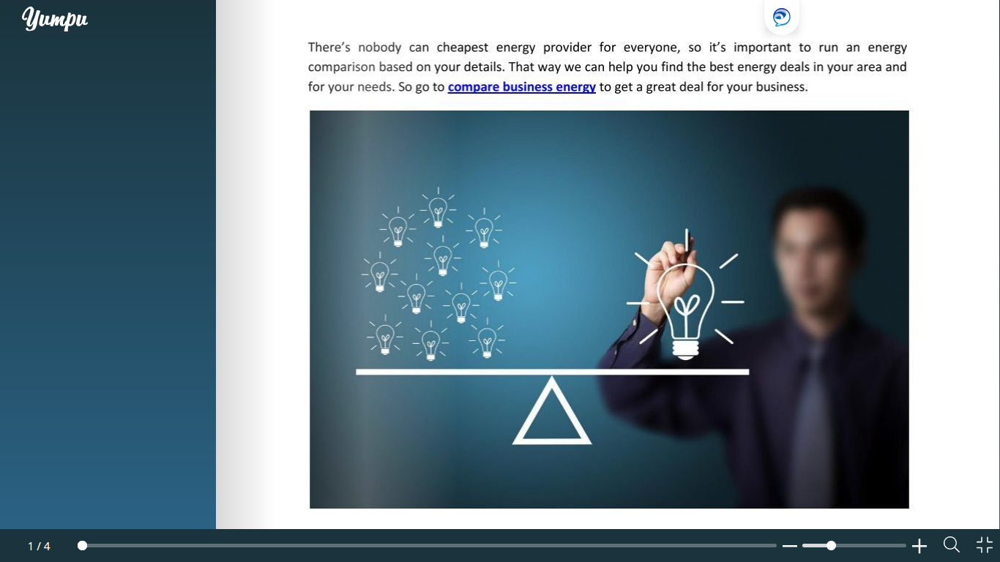 Yumpu
There’s nobody can cheapest energy provider for everyone, so it’s important to run an energy
comparison based on your details. That way we can help you find the best energy deals in your area and
for your needs. So go to compare business energy to get a great deal for your business.
1 / 4